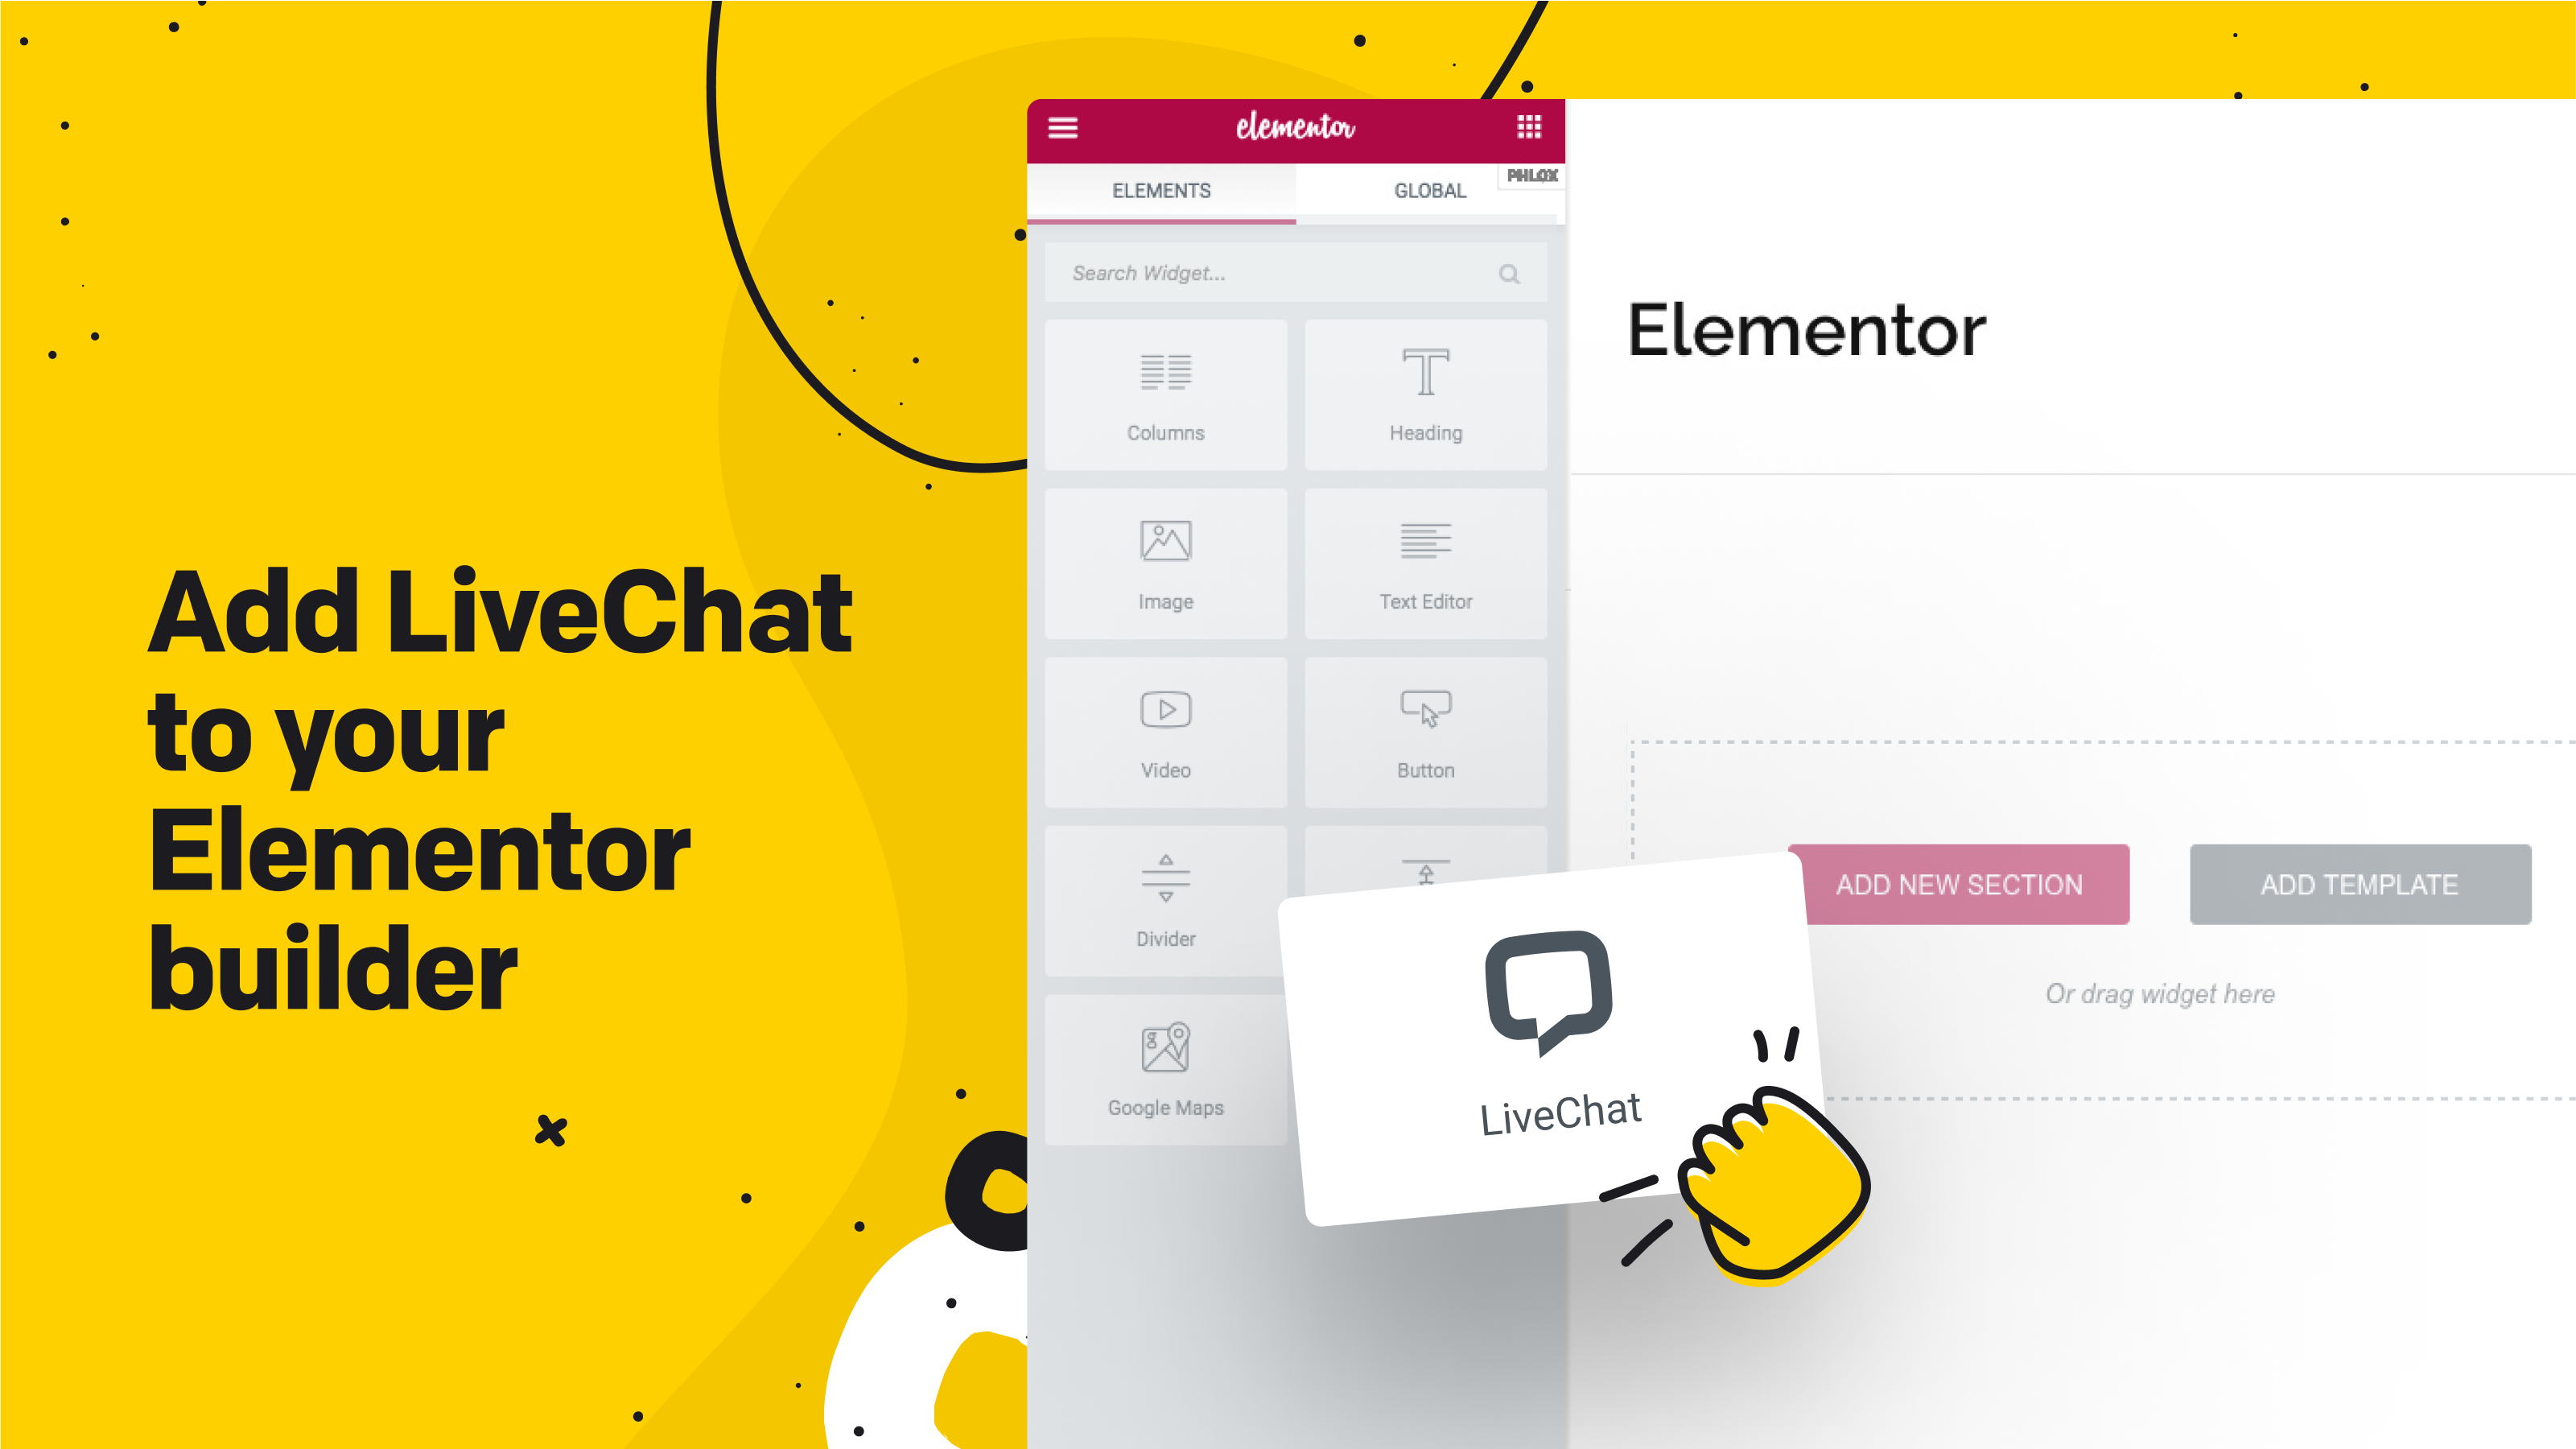 Add LiveChat
to your
Elementor
builder
elementor
ELEMENTS
GLOBAL
PHLOX
Search Widget...
Columns
Heading
Image
Text Editor
Video
Button
Divider
Google Maps
LiveChat
Elementor
ADD NEW SECTION
ADD TEMPLATE
Or drag widget here